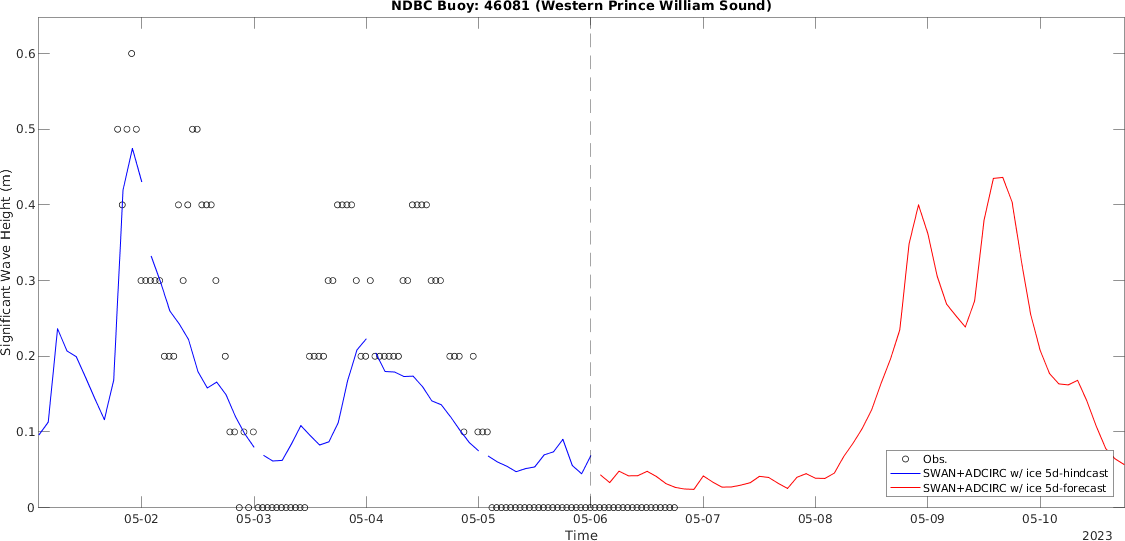 NDBC Buoy: 46081 (Western Prince William Sound)
Significant Wave Height (m)
0.6
0.5
0.4
0.3
0.2
0.1
0
Obs.
SWAN+ADCIRC w/ ice 5d-hindcast
SWAN+ADCIRC w/ ice 5d-forecast
05-02 05-03 05-04 05-05 05-06 05-07 05-08 05-09 05-10
Time
2023